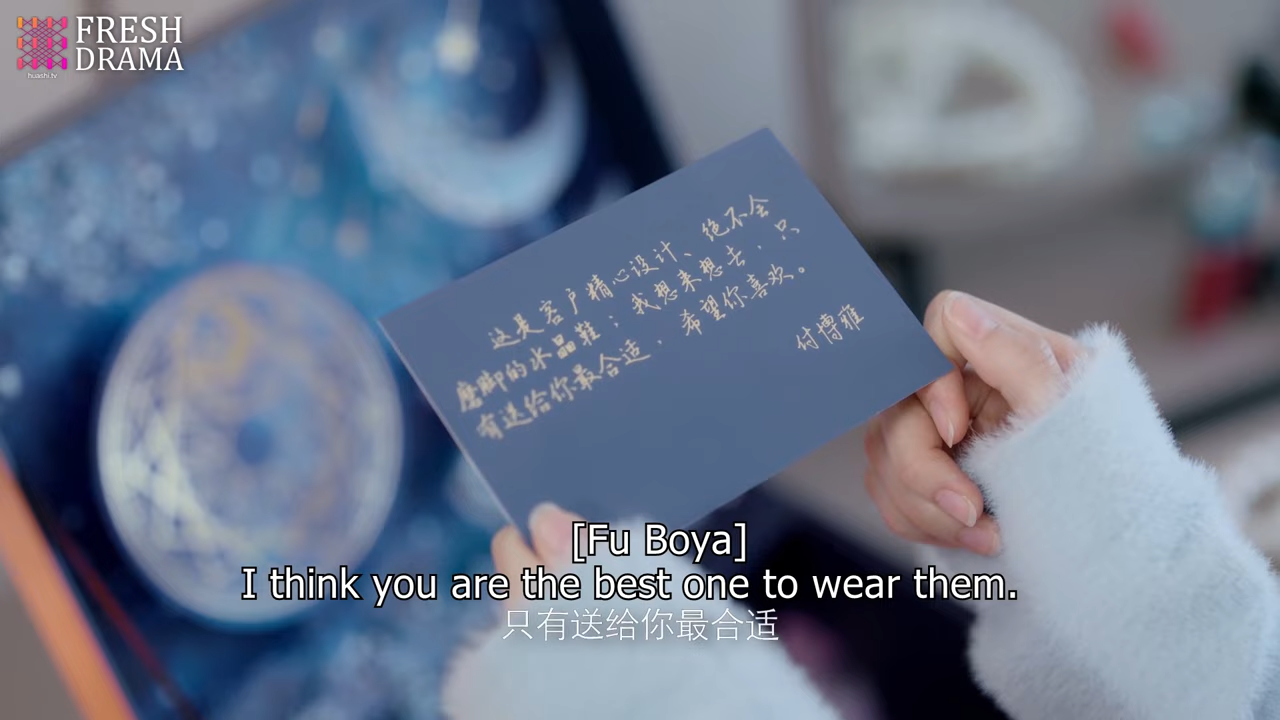 FRESH
DRAMA
huashi.tv
这是客户精心设计、绝不会
磨脚的水晶鞋；我想来想去，只
有送给你最合适，希望你喜欢。
付博雅
[Fu Boya]
I think you are the best one to wear them.
只有送给你最合适